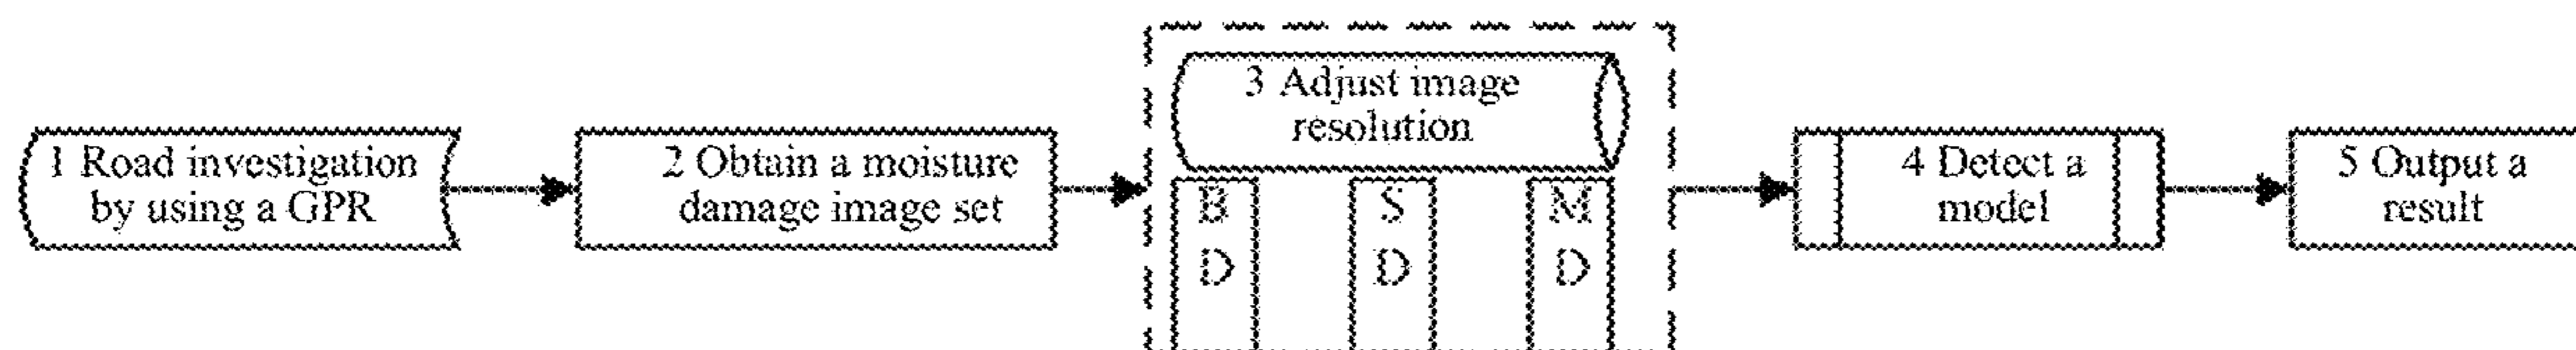 1 Road investigation
by using a GPR
2 Obtain a moisture
damage image set
3 Adjust image
resolution
B
D
S
D
M
D
4 Detect a
model
5 Output a
result